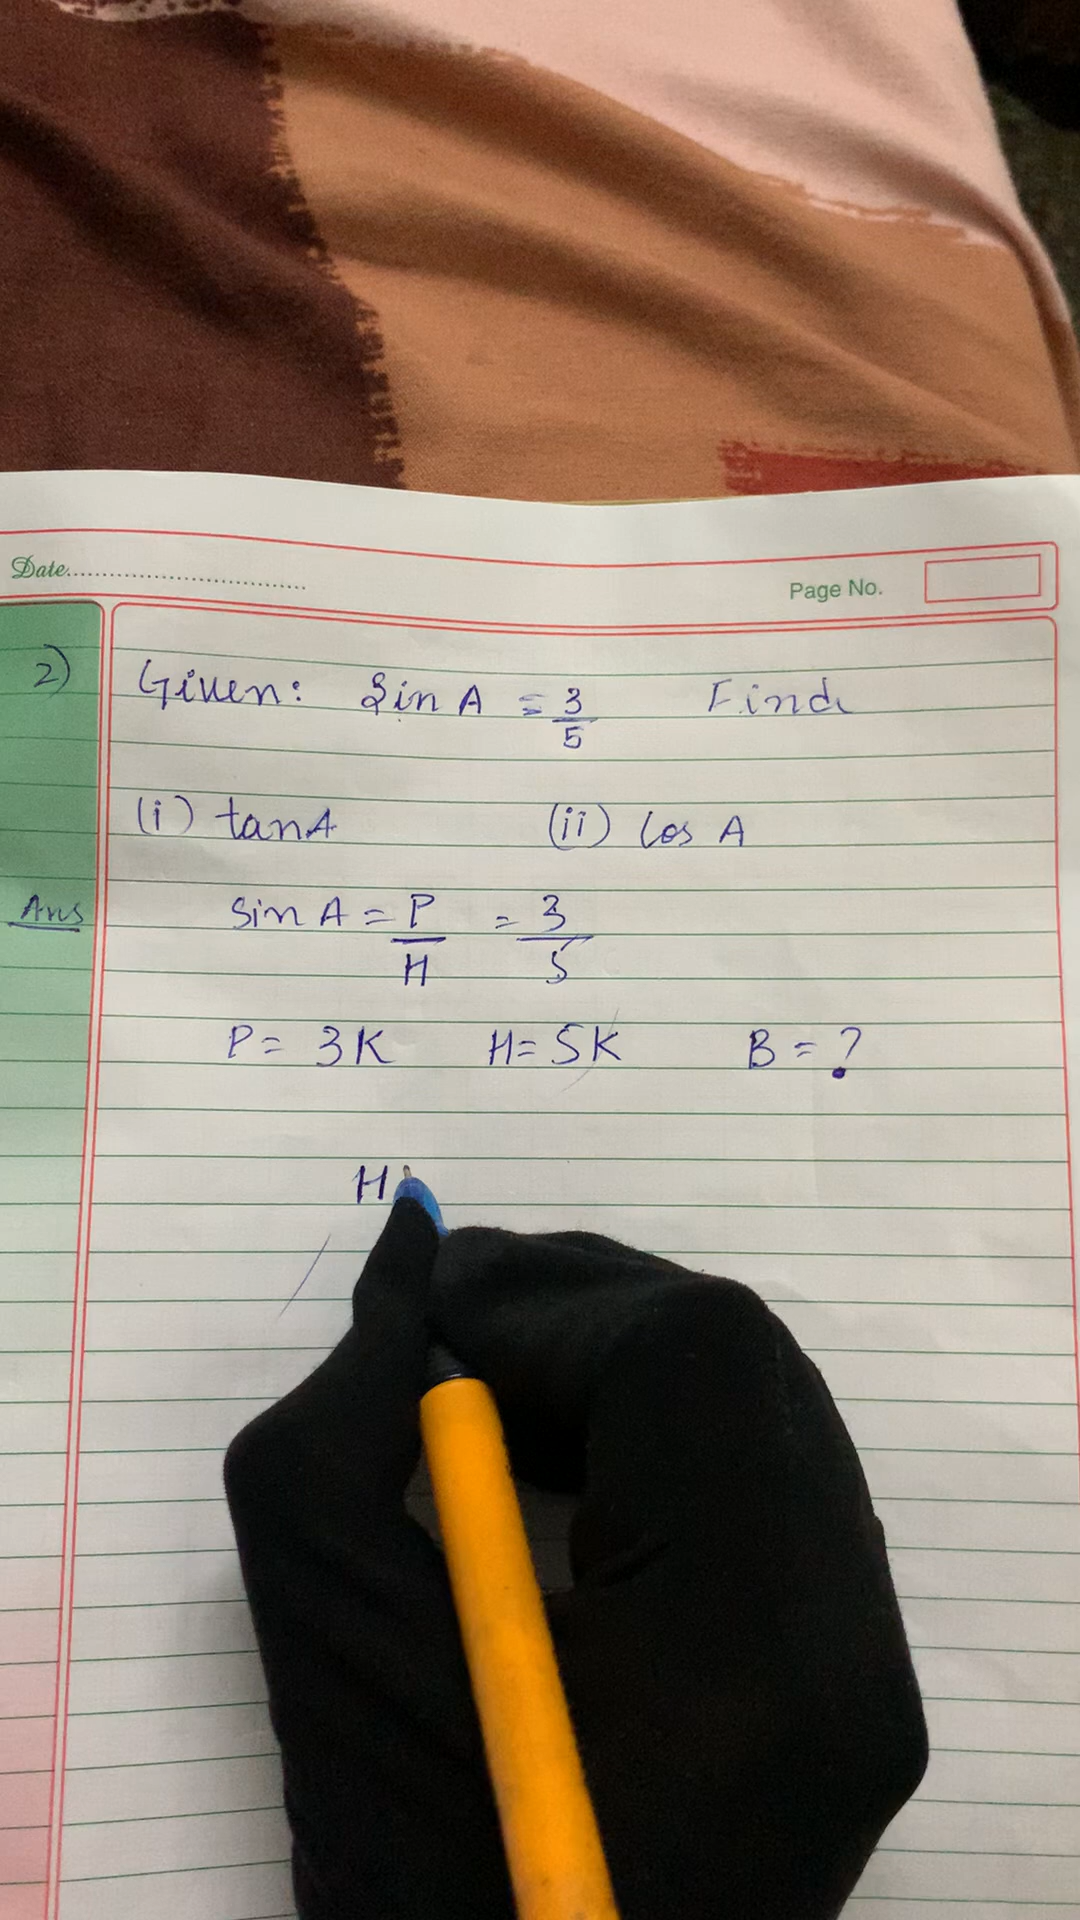 Date
Page No.
2) Given: Sin A = 3/5 Find
(i) tanA (ii) Cos A
Ans sin A = P/H = 3/5
P = 3K H = 5K B = ?
H